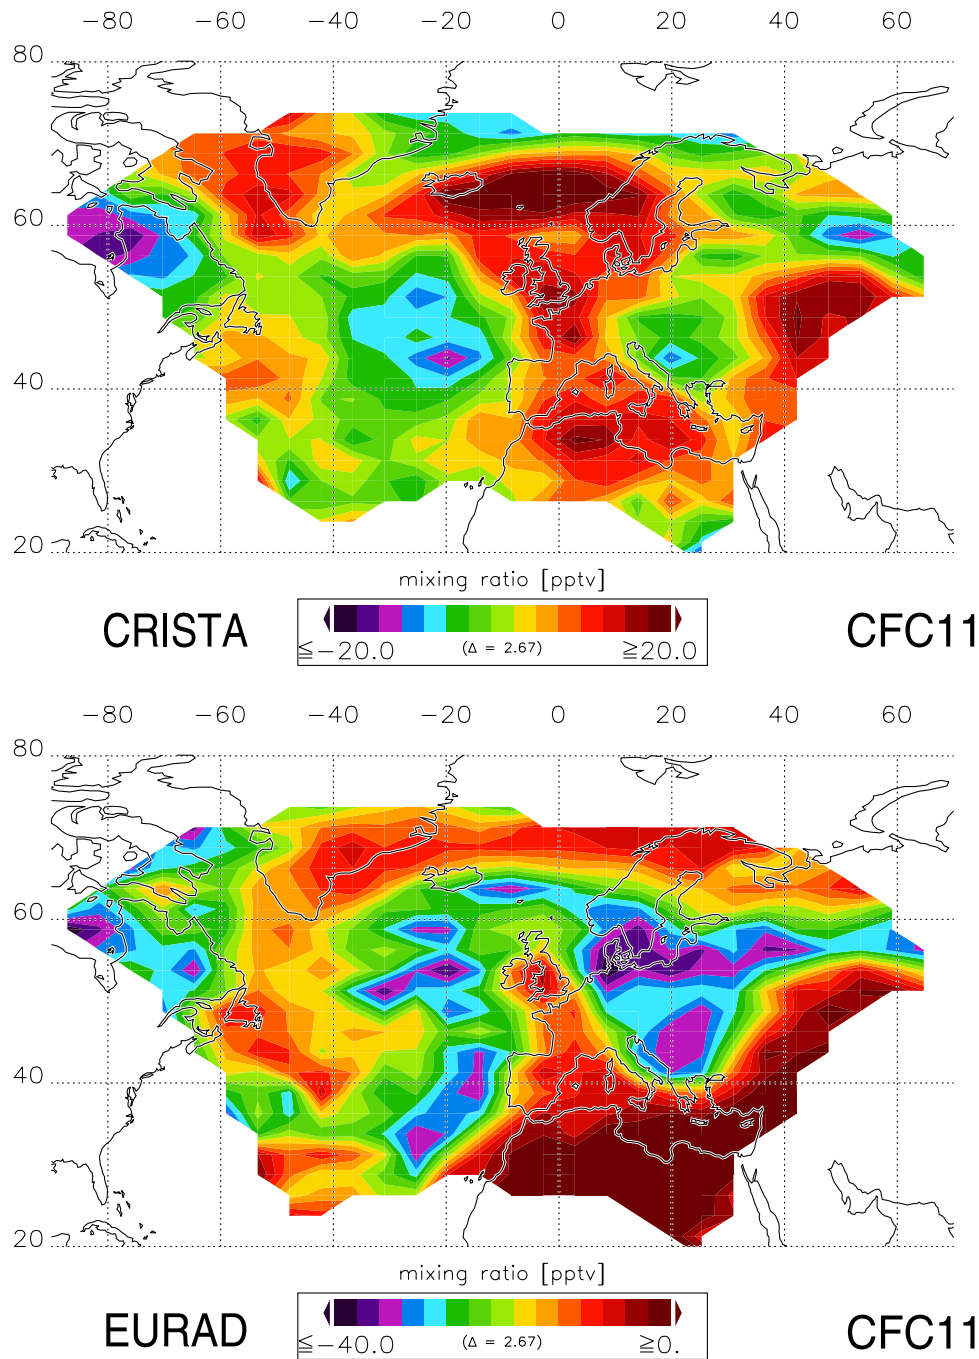 −80 −60 −40 −20 0 20 40 60
80
60
40
20
mixing ratio [pptv]
CRISTA
≦−20.0 (Δ = 2.67) ≧20.0
CFC11
−80 −60 −40 −20 0 20 40 60
80
60
40
20
mixing ratio [pptv]
EURAD
≦−40.0 (Δ = 2.67) ≧0.
CFC11